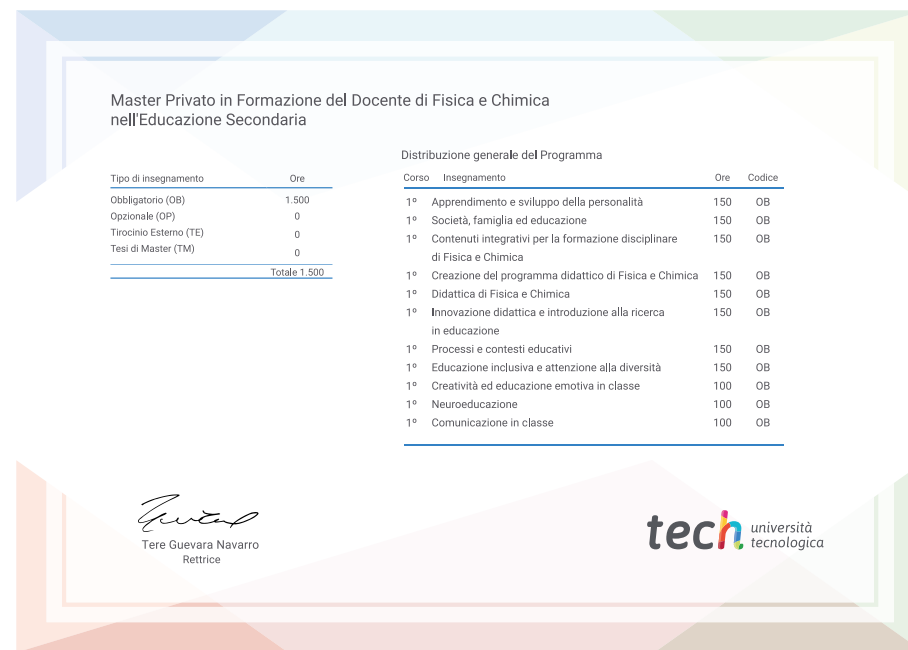 Master Privato in Formazione del Docente di Fisica e Chimica
nell'Educazione Secondaria
Tipo di insegnamento Ore
Obbligatorio (OB) 1.500
Opzionale (OP) 0
Tirocinio Esterno (TE) 0
Tesi di Master (TM) 0
Totale 1.500
Distribuzione generale del Programma
Corso Insegnamento Ore Codice
1º Apprendimento e sviluppo della personalità 150 OB
1º Società, famiglia ed educazione 150 OB
1º Contenuti integrativi per la formazione disciplinare 150 OB
di Fisica e Chimica
1º Creazione del programma didattico di Fisica e Chimica 150 OB
1º Didattica di Fisica e Chimica 150 OB
1º Innovazione didattica e introduzione alla ricerca 150 OB
in educazione
1º Processi e contesti educativi 150 OB
1º Educazione inclusiva e attenzione alla diversità 150 OB
1º Creatività ed educazione emotiva in classe 100 OB
1º Neuroeducazione 100 OB
1º Comunicazione in classe 100 OB
Tere Guevara Navarro
Rettrice
tech università
tecnologica